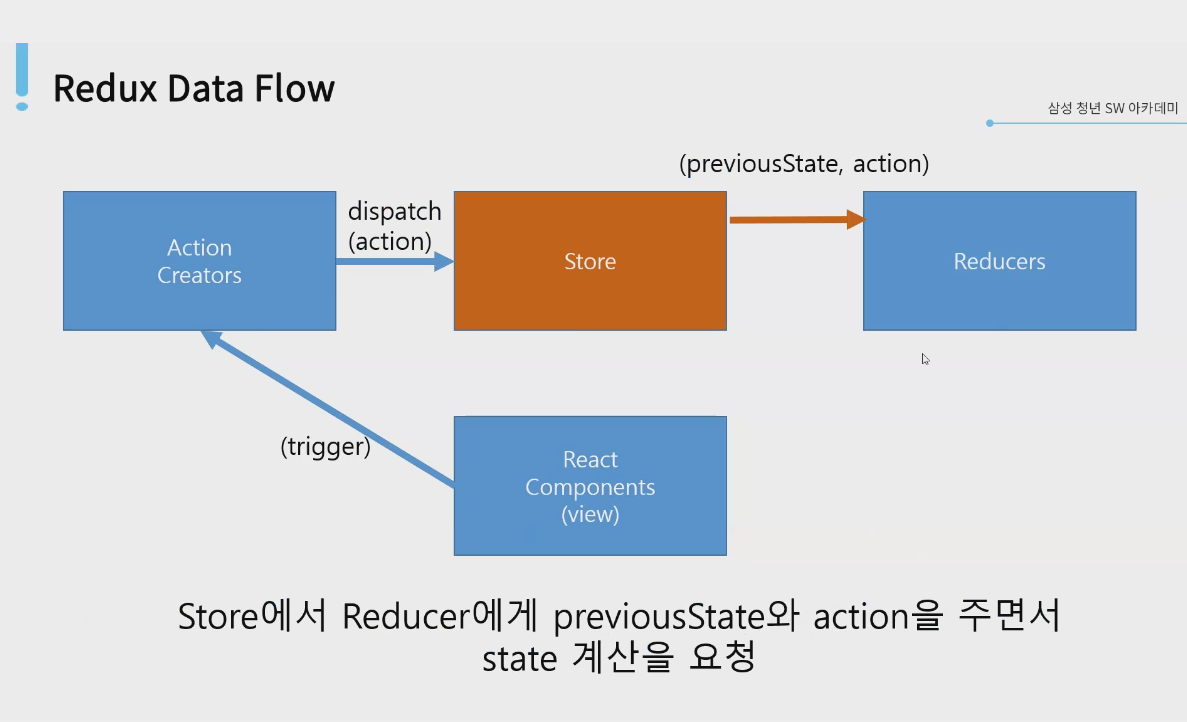 Redux Data Flow
삼성 청년 SW 아카데미
(previousState, action)
dispatch
(action)
Action
Creators
Store
Reducers
(trigger)
React
Components
(view)
Store에서 Reducer에게 previousState와 action을 주면서
state 계산을 요청